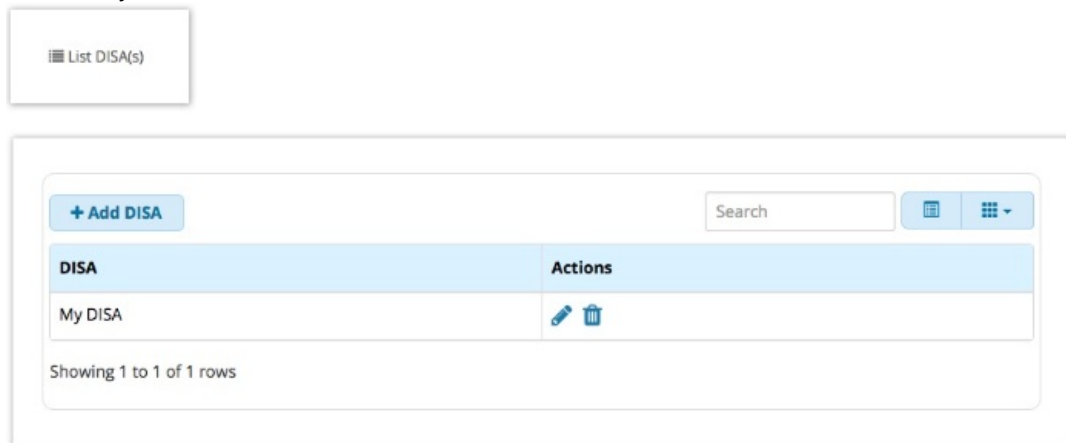 List DISA(s)
+ Add DISA
Search
DISA Actions
My DISA
Showing 1 to 1 of 1 rows